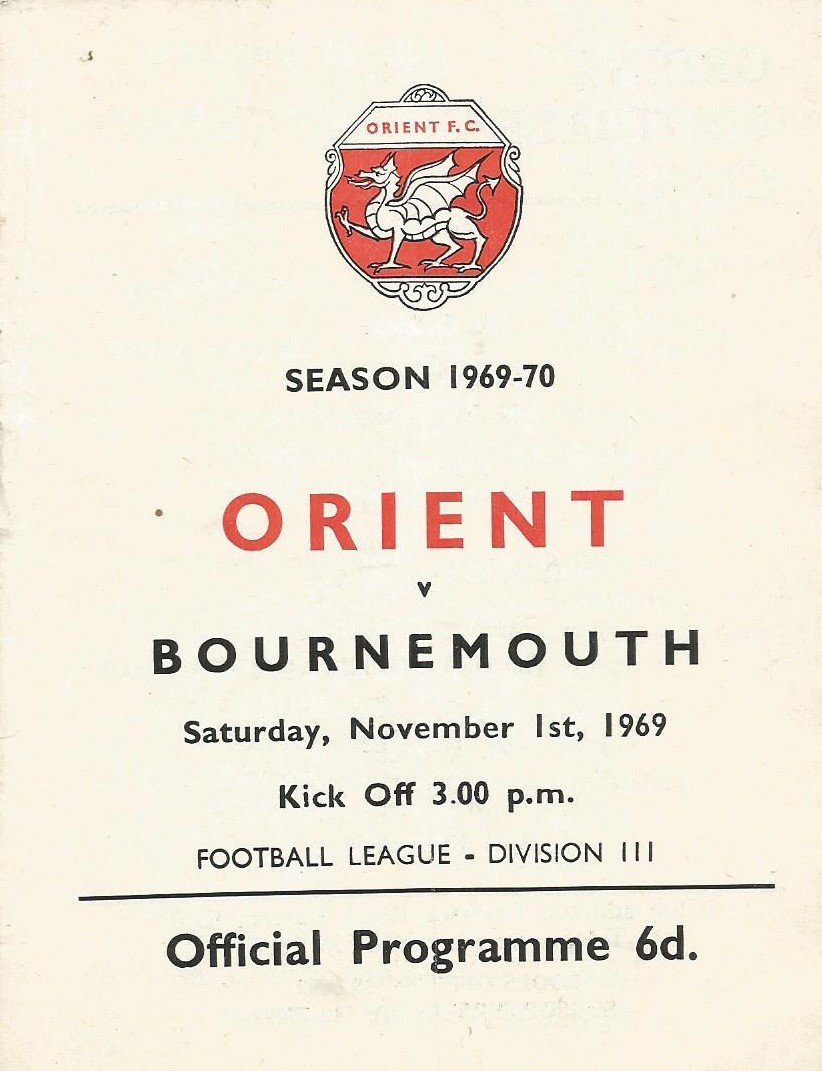 ORIENT F.C.
SEASON 1969-70
ORIENT
v
BOURNEMOUTH
Saturday, November 1st, 1969
Kick Off 3.00 p.m.
FOOTBALL LEAGUE - DIVISION III
Official Programme 6d.